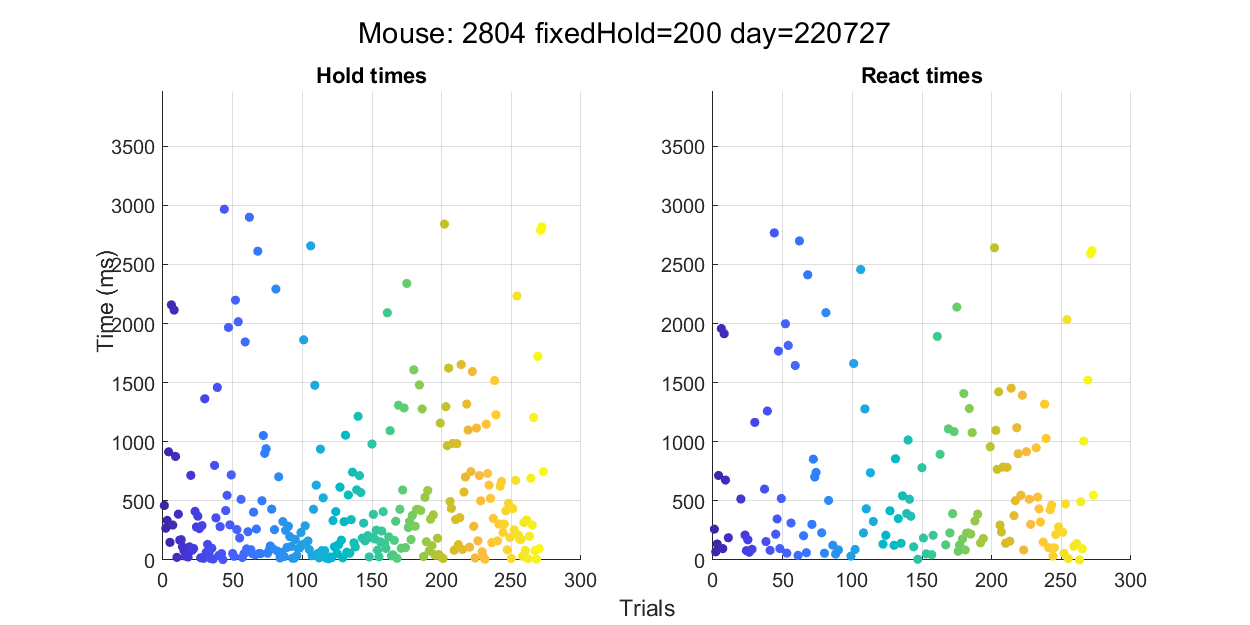 Mouse: 2804 fixedHold=200 day=220727
Hold times
React times
Time (ms)
3500
3000
2500
2000
1500
1000
500
0
0 50 100 150 200 250 300
3500
3000
2500
2000
1500
1000
500
0
0 50 100 150 200 250 300
Trials